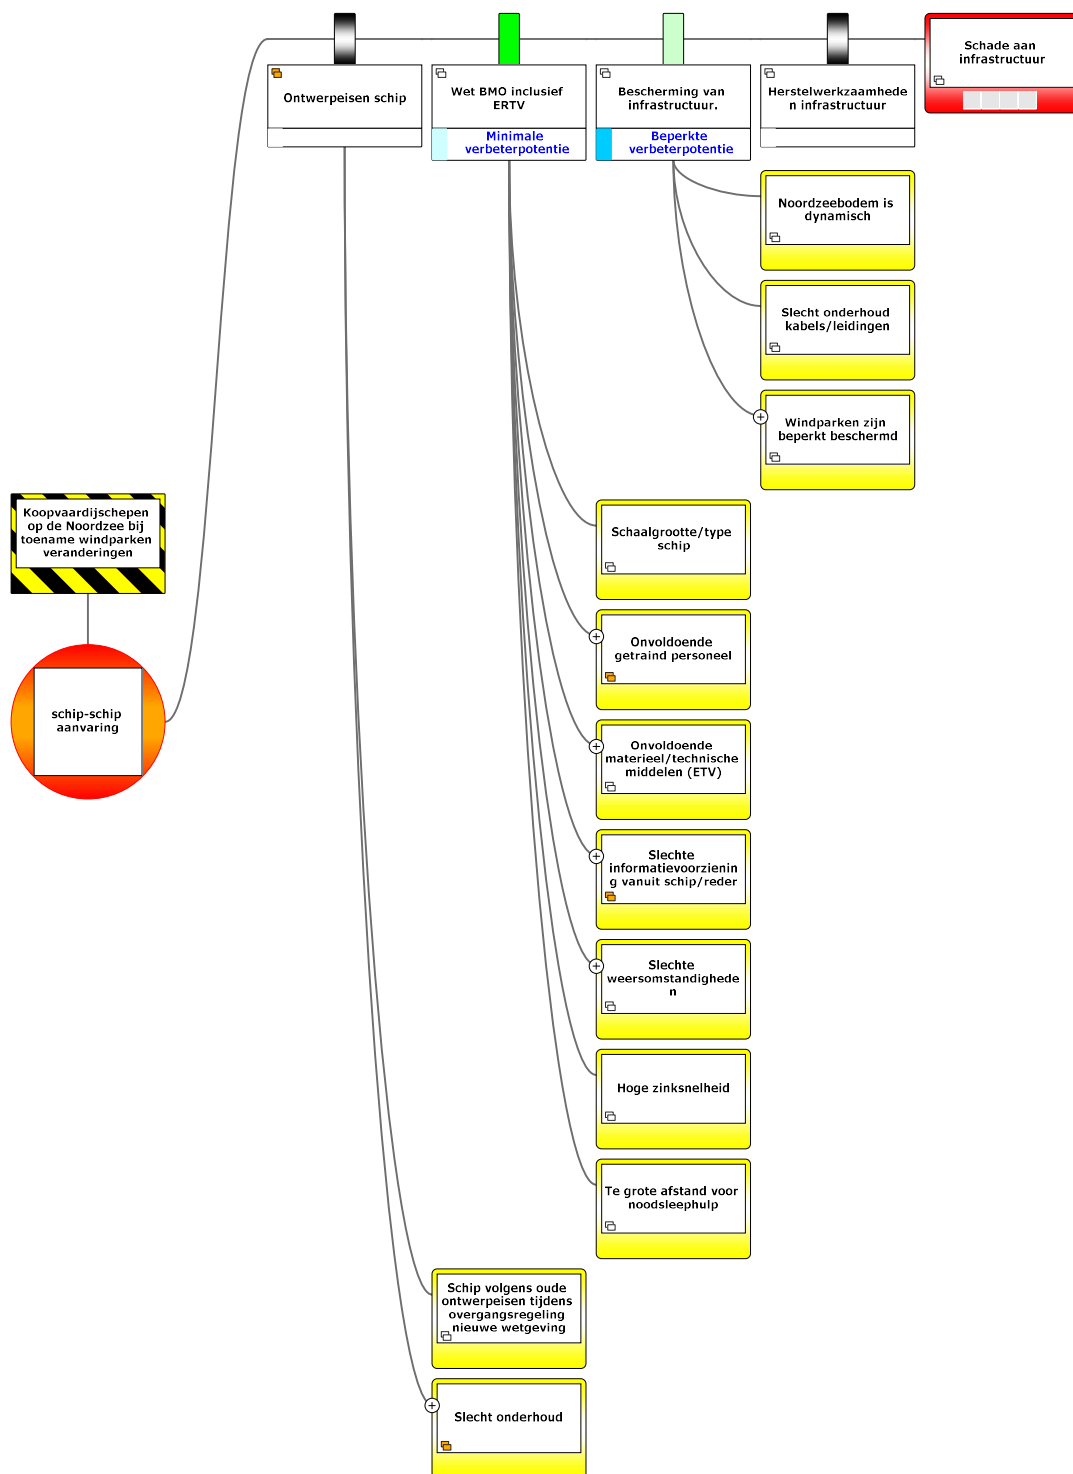 Schade aan
infrastructuur
Ontwerpeisen schip
Wet BMO inclusief
ERTV
Minimale
verbeterpotentie
Bescherming van
infrastructuur.
Beperkte
verbeterpotentie
Herstelwerkzaamhede
n infrastructuur
Noordzeebodem is
dynamisch
Slecht onderhoud
kabels/leidingen
Windparken zijn
beperkt beschermd
Koopvaardijschepen
op de Noordzee bij
toename windparken
veranderingen
schip-schip
aanvaring
Schaalgrootte/type
schip
Onvoldoende
getraind personeel
Onvoldoende
materieel/technische
middelen (ETV)
Slechte
informatievoorzienin
g vanuit schip/reder
Slechte
weersomstandighede
n
Hoge zinksnelheid
Te grote afstand voor
noodsleephulp
Schip volgens oude
ontwerpeisen tijdens
overgangsregeling
nieuwe wetgeving
Slecht onderhoud